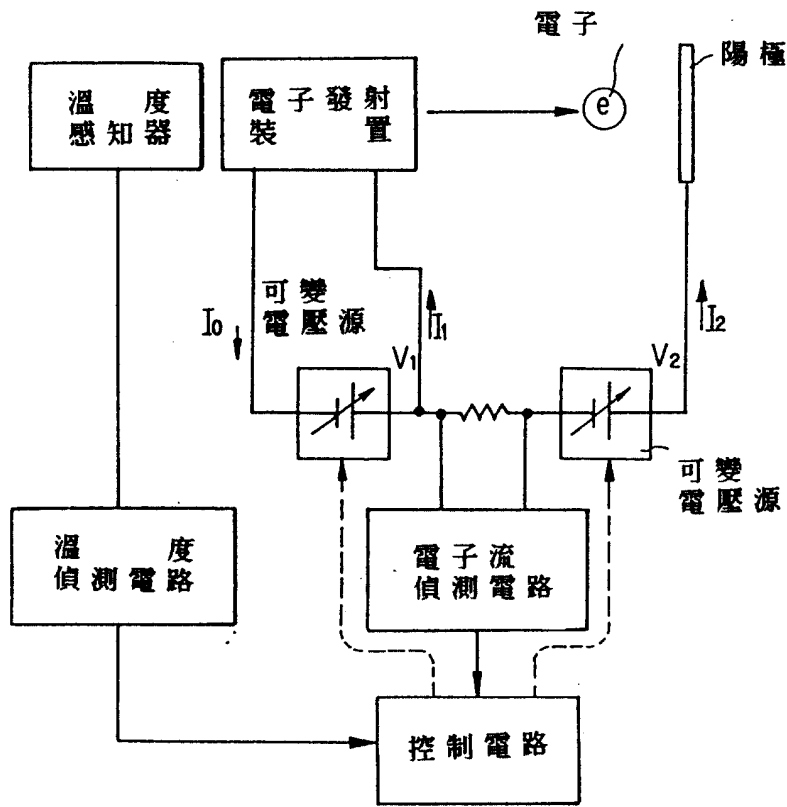 電子
陽極
溫度
感知器
電子發射
裝置
e
可變
電壓源
I0
I1
I2
V1
V2
可變
電壓源
溫度
偵測電路
電子流
偵測電路
控制電路